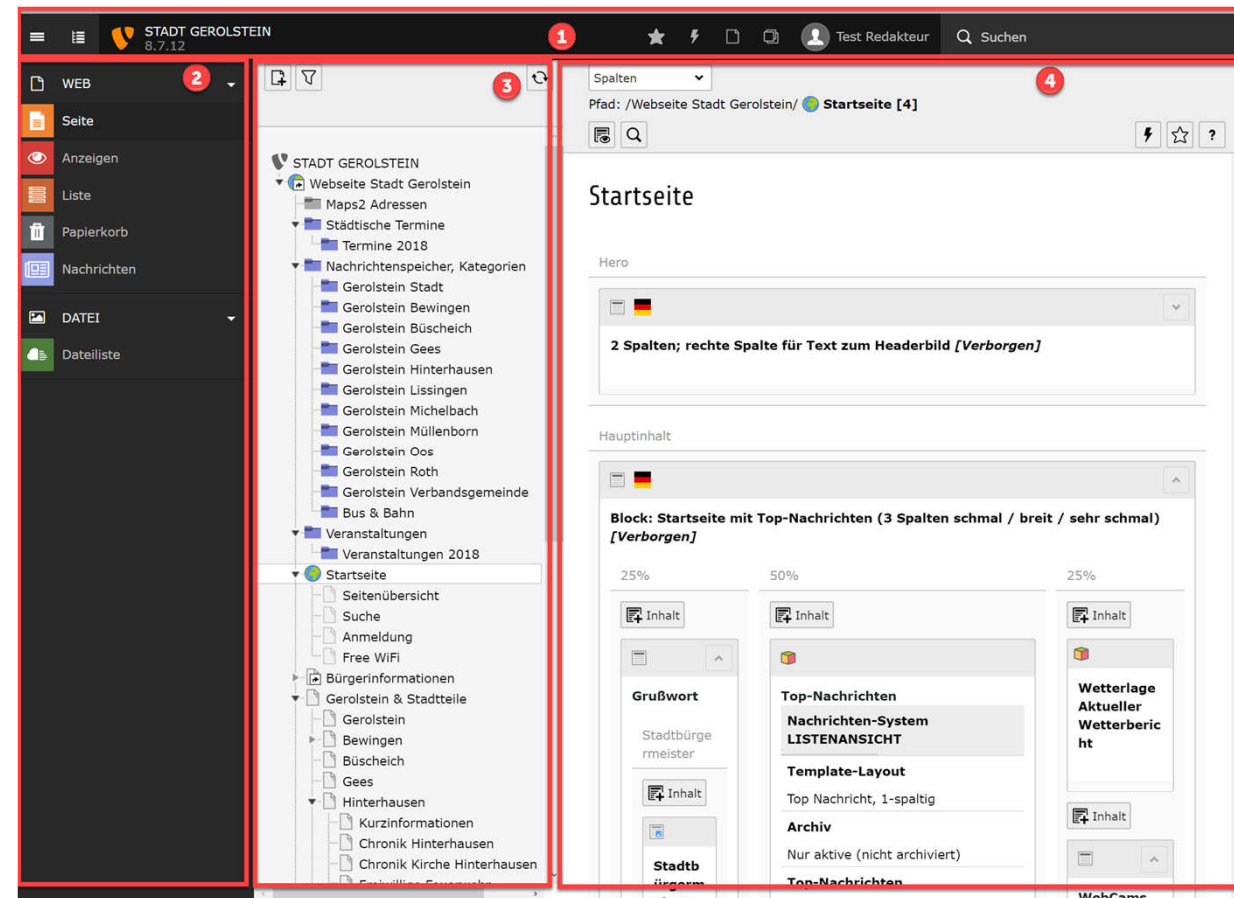 STADT GEROLSTEIN
8.7.12
1
Test Redakteur
Suchen
WEB
2
Seite
Anzeigen
Liste
Papierkorb
Nachrichten
DATEI
Dateiliste
3
STADT GEROLSTEIN
Webseite Stadt Gerolstein
Maps2 Adressen
Städtische Termine
Termine 2018
Nachrichtenspeicher, Kategorien
Gerolstein Stadt
Gerolstein Bewingen
Gerolstein Büscheich
Gerolstein Gees
Gerolstein Hinterhausen
Gerolstein Lissingen
Gerolstein Michelbach
Gerolstein Müllenborn
Gerolstein Oos
Gerolstein Roth
Gerolstein Verbandsgemeinde
Bus & Bahn
Veranstaltungen
Veranstaltungen 2018
Startseite
Seitenübersicht
Suche
Anmeldung
Free WiFi
Bürgerinformationen
Gerolstein & Stadtteile
Gerolstein
Bewingen
Büscheich
Gees
Hinterhausen
Kurzinformationen
Chronik Hinterhausen
Chronik Kirche Hinterhausen
Freiwillige Feuerwehr
Spalten
4
Pfad: /Webseite Stadt Gerolstein/ Startseite [4]
?
Startseite
Hero
2 Spalten; rechte Spalte für Text zum Headerbild [Verborgen]
Hauptinhalt
Block: Startseite mit Top-Nachrichten (3 Spalten schmal / breit / sehr schmal)
[Verborgen]
25%
Inhalt
Grußwort
Stadtbürge
rmeister
Inhalt
Stadtb
ürgerm
50%
Inhalt
Top-Nachrichten
Nachrichten-System
LISTENANSICHT
Template-Layout
Top Nachricht, 1-spaltig
Archiv
Nur aktive (nicht archiviert)
Top-Nachrichten
25%
Inhalt
Wetterlage
Aktueller
Wetterberic
ht
Inhalt
WebCams